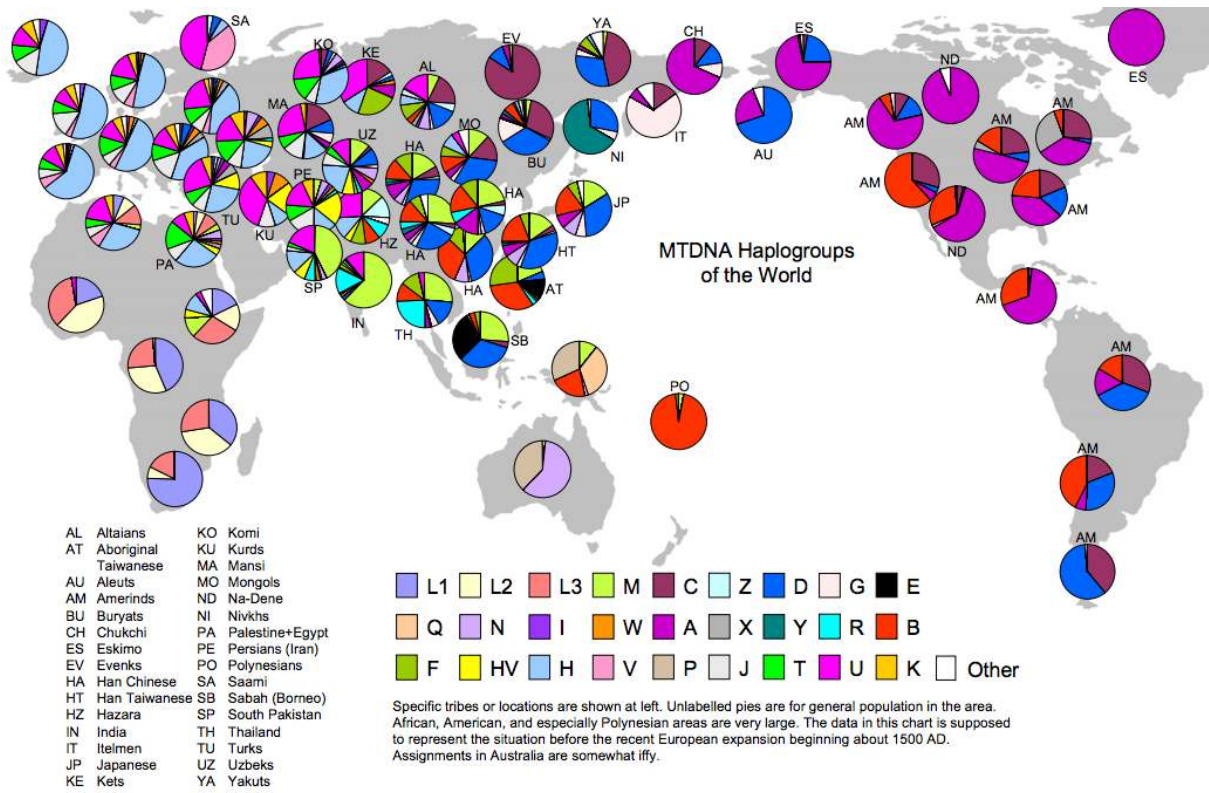 SA
KO
KE
EV
YA
CH
ES
ES
ND
AL
MA
UZ
MO
BU
NI
IT
AU
AM
AM
AM
HA
PE
AM
HA
JP
AM
TU
KU
HZ
HA
HT
ND
PA
SP
HA
AT
IN
TH
SB
AM
PO
AM
AM
AM
MTDNA Haplogroups
of the World
AL Altaians KO Komi
AT Aboriginal KU Kurds
Taiwanese MA Mansi
AU Aleuts MO Mongols
AM Amerinds ND Na-Dene
BU Buryats NI Nivkhs
CH Chukchi PA Palestine+Egypt
ES Eskimo PE Persians (Iran)
EV Evenks PO Polynesians
HA Han Chinese SA Saami
HT Han Taiwanese SB Sabah (Borneo)
HZ Hazara SP South Pakistan
IN India TH Thailand
IT Itelmen TU Turks
JP Japanese UZ Uzbeks
KE Kets YA Yakuts
L1 L2 L3 M C Z D G E
Q N I W A X Y R B
F HV H V P J T U K Other
Specific tribes or locations are shown at left. Unlabelled pies are for general population in the area.
African, American, and especially Polynesian areas are very large. The data in this chart is supposed
to represent the situation before the recent European expansion beginning about 1500 AD.
Assignments in Australia are somewhat iffy.